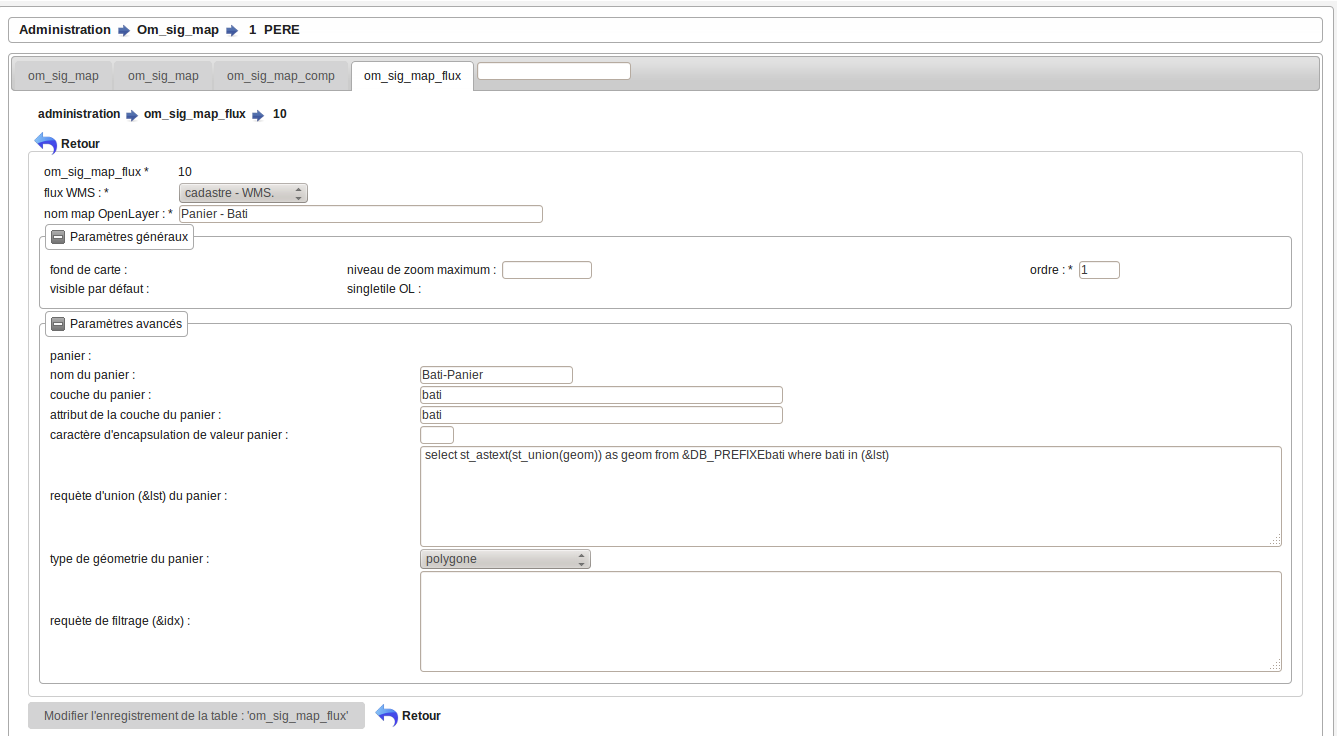 Administration Om_sig_map 1 PERE
om_sig_map om_sig_map om_sig_map_comp om_sig_map_flux
administration om_sig_map_flux 10
Retour
om_sig_map_flux * 10
flux WMS : * cadastre - WMS.
nom map OpenLayer : * Panier - Bati
Paramètres généraux
fond de carte : niveau de zoom maximum : ordre : * 1
visible par défaut : singletile OL :
Paramètres avancés
panier :
nom du panier : Bati-Panier
couche du panier : bati
attribut de la couche du panier : bati
caractère d'encapsulation de valeur panier :
select st_astext(st_union(geom)) as geom from &DB_PREFIXEbati where bati in (&lst)
requète d'union (&lst) du panier :
type de géometrie du panier : polygone
requète de filtrage (&idx) :
Modifier l'enregistrement de la table : 'om_sig_map_flux' Retour